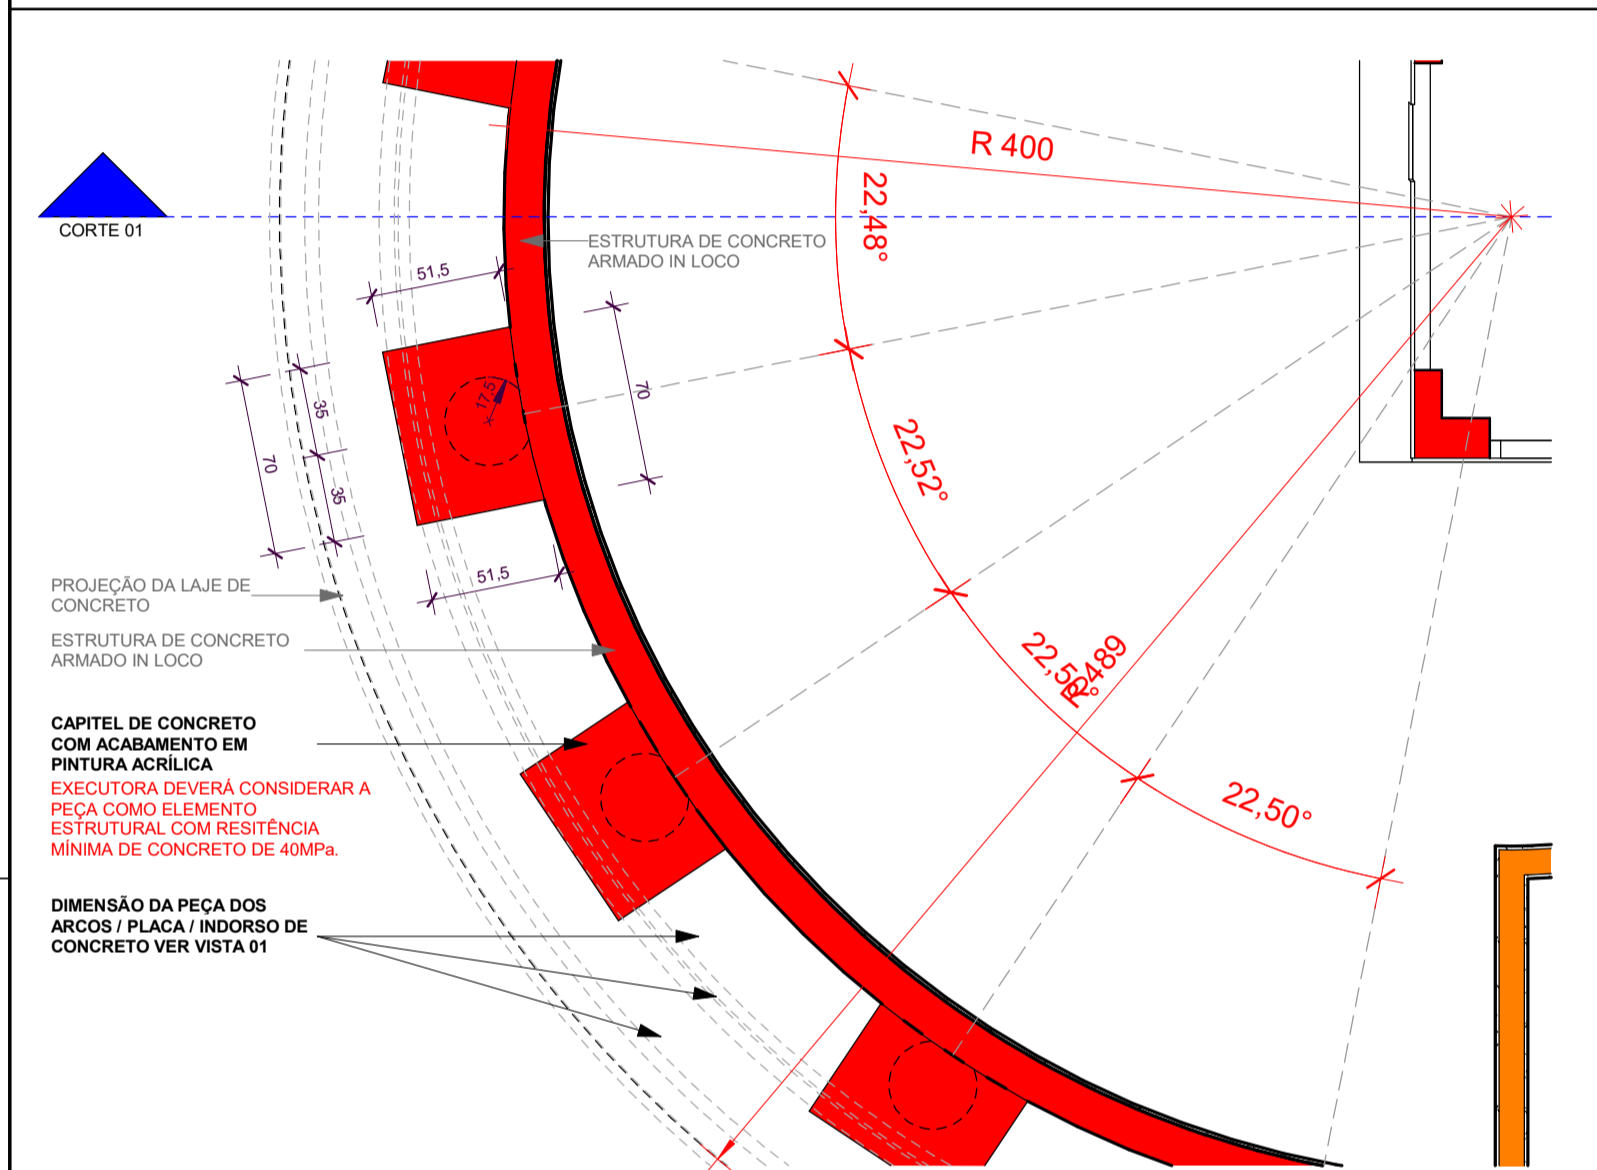 R 400
22,48°
CORTE 01
ESTRUTURA DE CONCRETO
ARMADO IN LOCO
51,5
70
17,5
35
70
35
22,52°
51,5
PROJEÇÃO DA LAJE DE
CONCRETO
ESTRUTURA DE CONCRETO
ARMADO IN LOCO
22,50°
R 489
CAPITEL DE CONCRETO
COM ACABAMENTO EM
PINTURA ACRÍLICA
EXECUTORA DEVERÁ CONSIDERAR A
PEÇA COMO ELEMENTO
ESTRUTURAL COM RESITÊNCIA
MÍNIMA DE CONCRETO DE 40MPa.
22,50°
DIMENSÃO DA PEÇA DOS
ARCOS / PLACA / INDORSO DE
CONCRETO VER VISTA 01